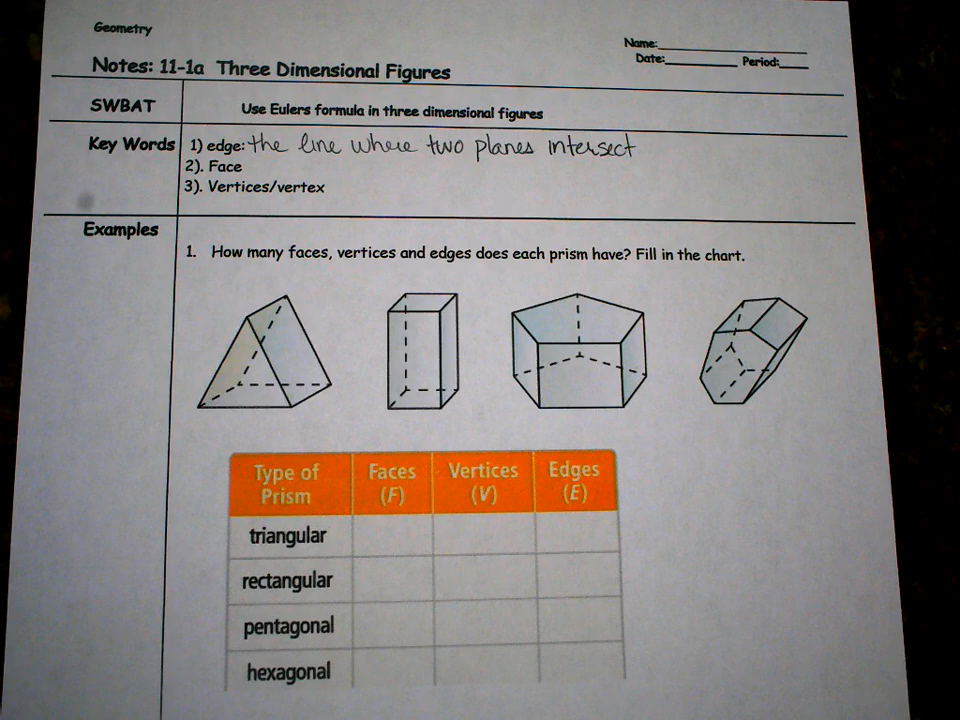 Geometry
Name:
Date: Period:
Notes: 11-1a Three Dimensional Figures
SWBAT Use Eulers formula in three dimensional figures
Key Words 1) edge: the line where two planes intersect
2). Face
3). Vertices/vertex
Examples
1. How many faces, vertices and edges does each prism have? Fill in the chart.
Type of Prism Faces (F) Vertices (V) Edges (E)
triangular
rectangular
pentagonal
hexagonal